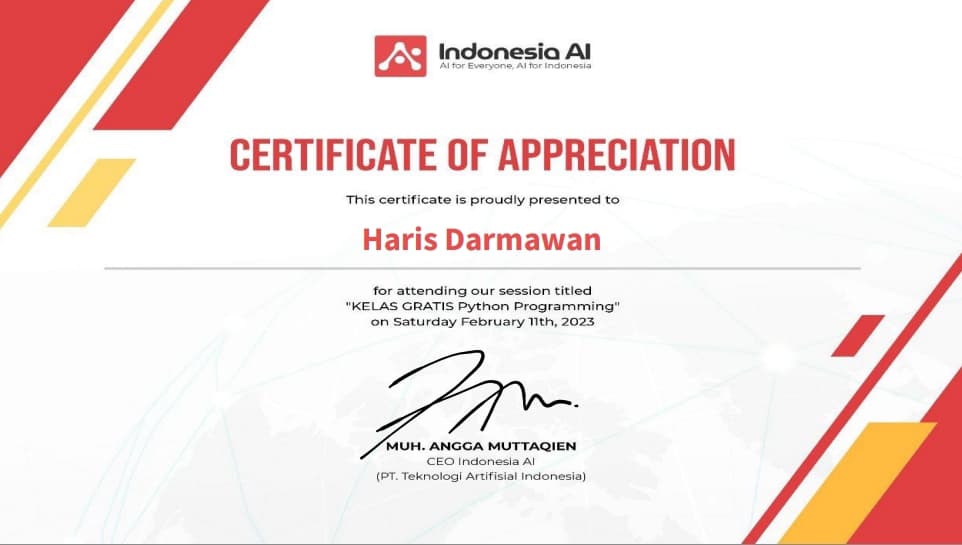 Indonesia AI
AI for Everyone, AI for Indonesia
CERTIFICATE OF APPRECIATION
This certificate is proudly presented to
Haris Darmawan
for attending our session titled
"KELAS GRATIS Python Programming"
on Saturday February 11th, 2023
MUH. ANGGA MUTTAQIEN
CEO Indonesia AI
(PT. Teknologi Artifisial Indonesia)